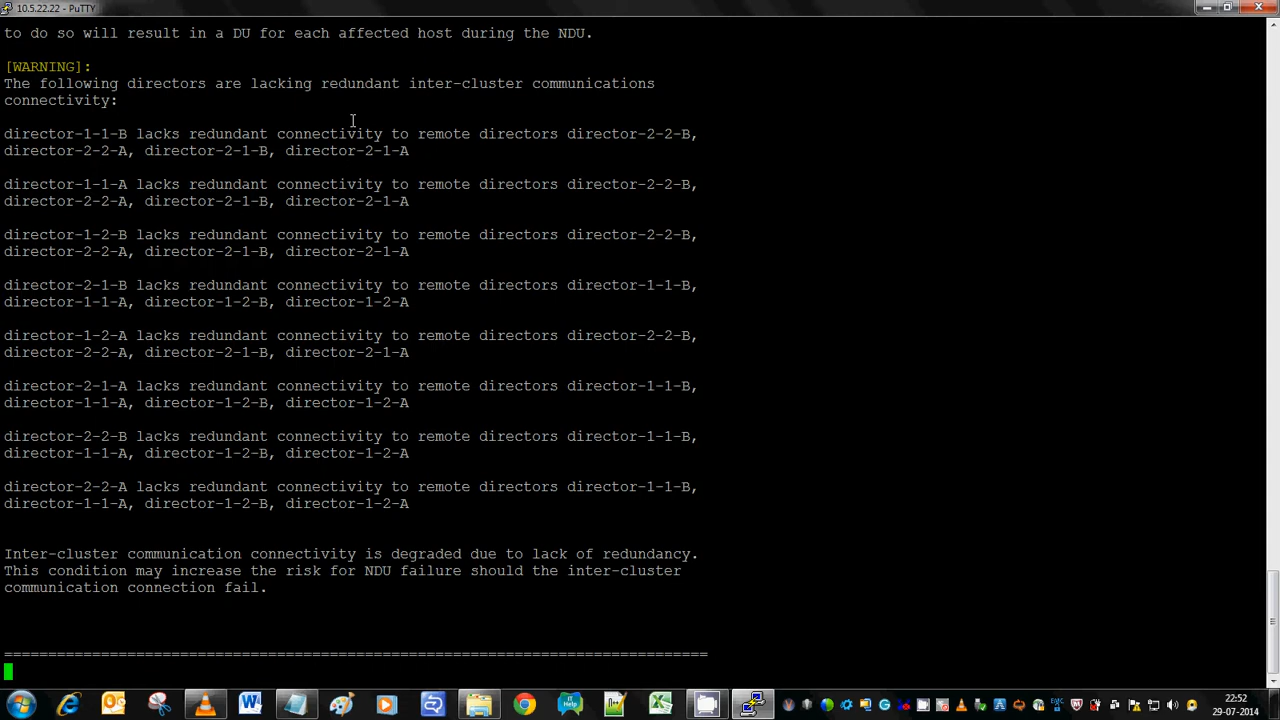 10.5.22.22 - PuTTY
to do so will result in a DU for each affected host during the NDU.
[WARNING]:
The following directors are lacking redundant inter-cluster communications
connectivity:
director-1-1-B lacks redundant connectivity to remote directors director-2-2-B,
director-2-2-A, director-2-1-B, director-2-1-A
director-1-1-A lacks redundant connectivity to remote directors director-2-2-B,
director-2-2-A, director-2-1-B, director-2-1-A
director-1-2-B lacks redundant connectivity to remote directors director-2-2-B,
director-2-2-A, director-2-1-B, director-2-1-A
director-2-1-B lacks redundant connectivity to remote directors director-1-1-B,
director-1-1-A, director-1-2-B, director-1-2-A
director-1-2-A lacks redundant connectivity to remote directors director-2-2-B,
director-2-2-A, director-2-1-B, director-2-1-A
director-2-1-A lacks redundant connectivity to remote directors director-1-1-B,
director-1-1-A, director-1-2-B, director-1-2-A
director-2-2-B lacks redundant connectivity to remote directors director-1-1-B,
director-1-1-A, director-1-2-B, director-1-2-A
director-2-2-A lacks redundant connectivity to remote directors director-1-1-B,
director-1-1-A, director-1-2-B, director-1-2-A
Inter-cluster communication connectivity is degraded due to lack of redundancy.
This condition may increase the risk for NDU failure should the inter-cluster
communication connection fail.
================================================================================
22:52
29-07-2014